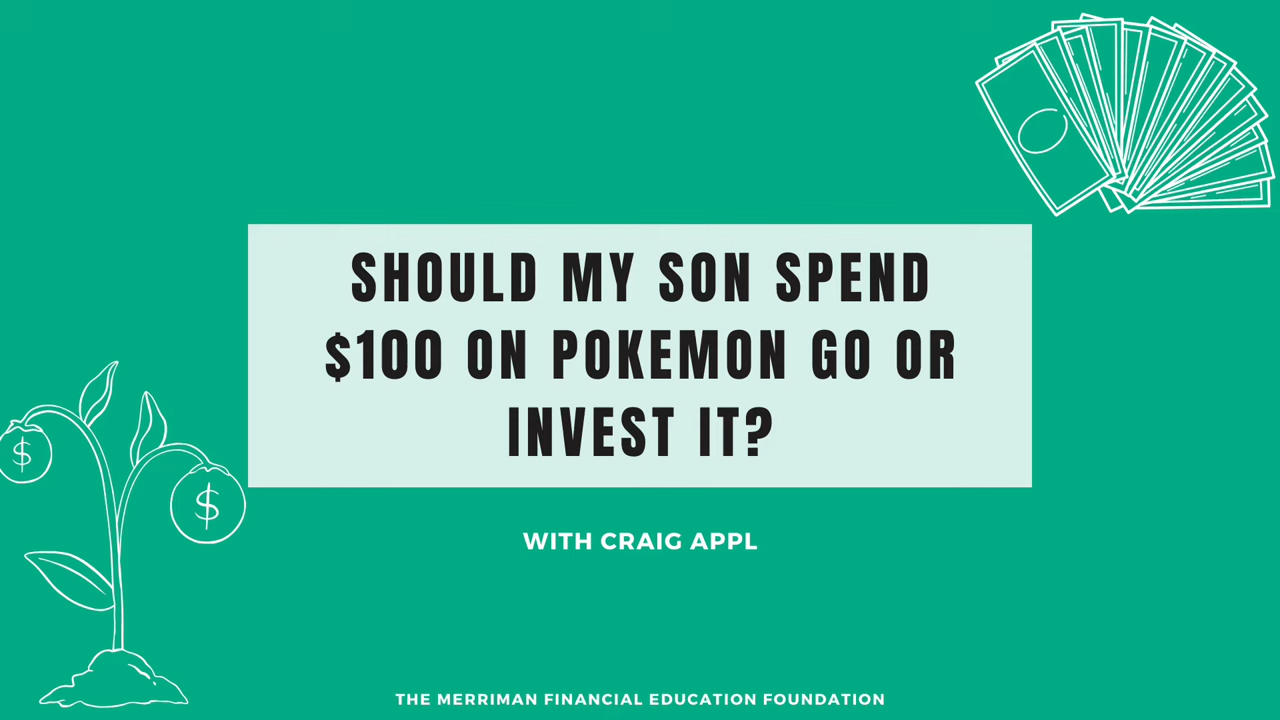 SHOULD MY SON SPEND
$100 ON POKEMON GO OR
INVEST IT?
$
$
WITH CRAIG APPL
THE MERRIMAN FINANCIAL EDUCATION FOUNDATION